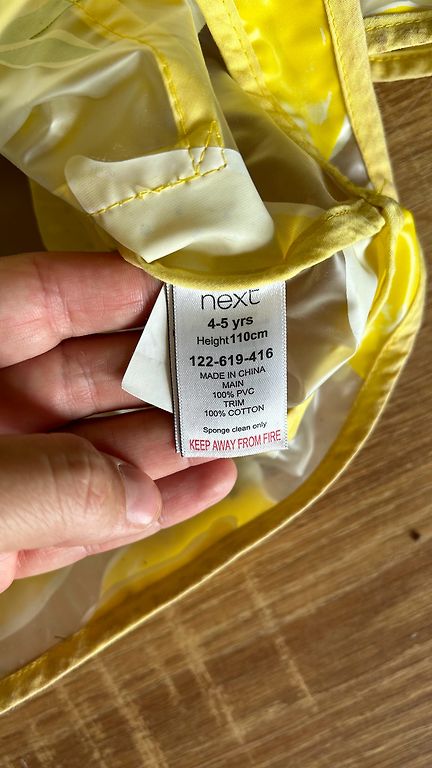 next
4-5 yrs
Height110cm
122-619-416
MADE IN CHINA
MAIN
100% PVC
TRIM
100% COTTON
Sponge clean only
KEEP AWAY FROM FIRE